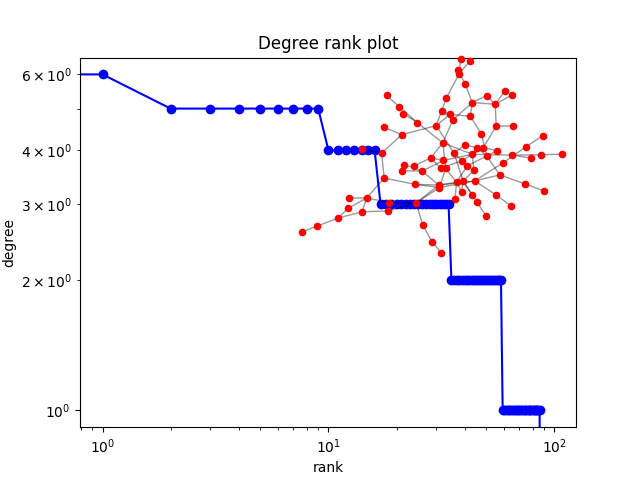 Degree rank plot
degree
6 × 10⁰
4 × 10⁰
3 × 10⁰
2 × 10⁰
10⁰
10⁰ 10¹ 10²
rank